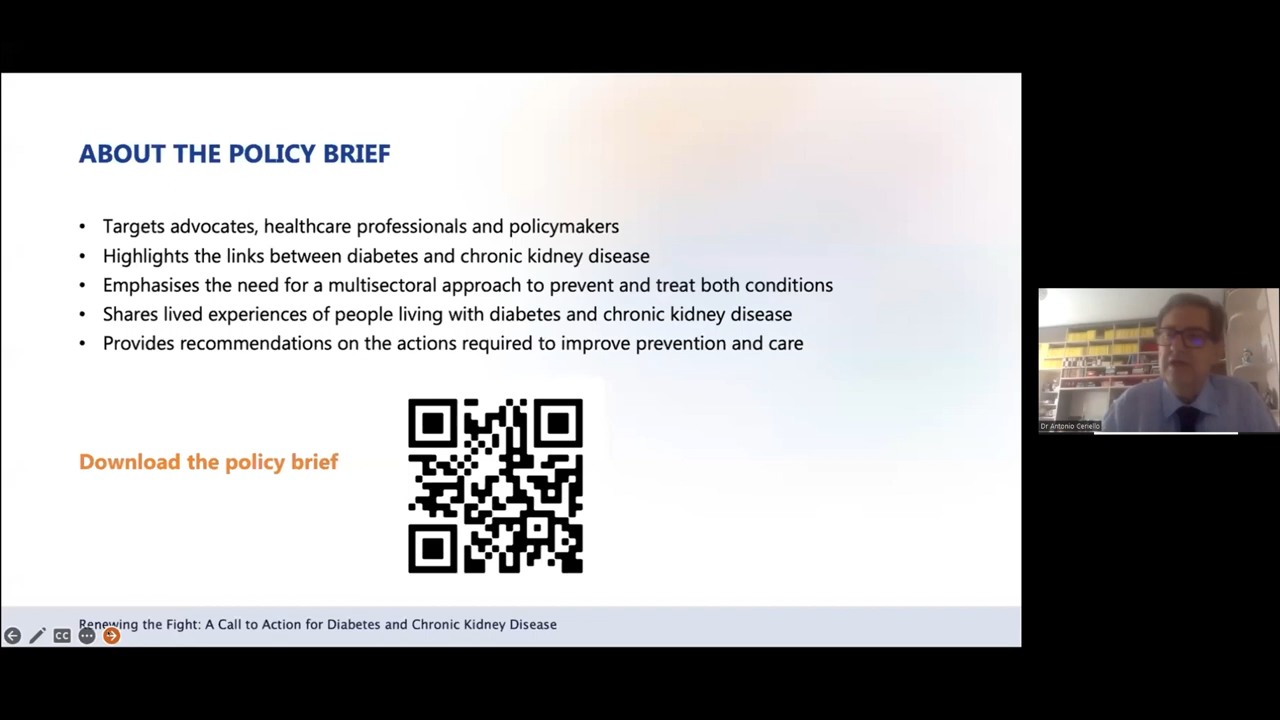 ABOUT THE POLICY BRIEF
• Targets advocates, healthcare professionals and policymakers
• Highlights the links between diabetes and chronic kidney disease
• Emphasises the need for a multisectoral approach to prevent and treat both conditions
• Shares lived experiences of people living with diabetes and chronic kidney disease
• Provides recommendations on the actions required to improve prevention and care
Download the policy brief
Renewing the Fight: A Call to Action for Diabetes and Chronic Kidney Disease
CC
Dr Antonio Ceriello